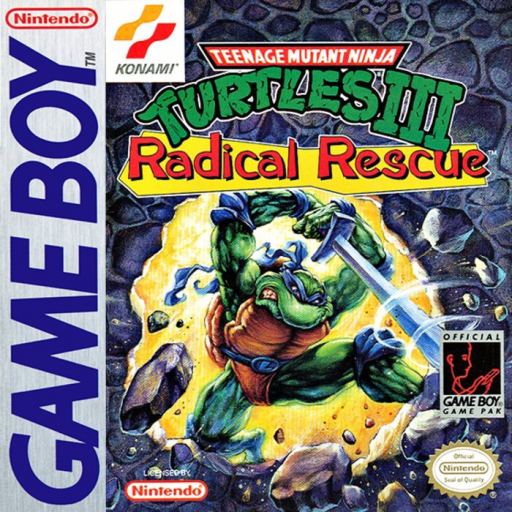 Nintendo
GAME BOY
TM
KONAMI
TEENAGE MUTANT NINJA
TURTLES III
Radical Rescue
TM
OFFICIAL
GAME BOY
GAME PAK
LICENSED BY
Nintendo
Official
Nintendo
Seal of Quality